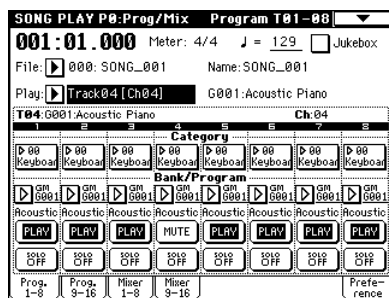 SONG PLAY P0:Prog/Mix Program T01-08
001:01.000 Meter: 4/4 ♩ = 129 Jukebox
File: 000: SONG_001 Name: SONG_001
Play: Track04 [Ch04] G001:Acoustic Piano
T04:G001:Acoustic Piano Ch:04
1 2 3 4 5 6 7 8
Category
00 00 00 00 00 00 00 00
Keyboar Keyboar Keyboar Keyboar Keyboar Keyboar Keyboar Keyboar
Bank/Program
GM GM GM GM GM GM GM GM
G001 G001 G001 G001 G001 G001 G001 G001
Acoustic Acoustic Acoustic Acoustic Acoustic Acoustic Acoustic Acoustic
PLAY PLAY PLAY MUTE PLAY PLAY PLAY PLAY
SOLO SOLO SOLO SOLO SOLO SOLO SOLO SOLO
OFF OFF OFF OFF OFF OFF OFF OFF
Prog. Prog. Mixer Mixer Prefe-
1-8 9-16 1-8 9-16 rence